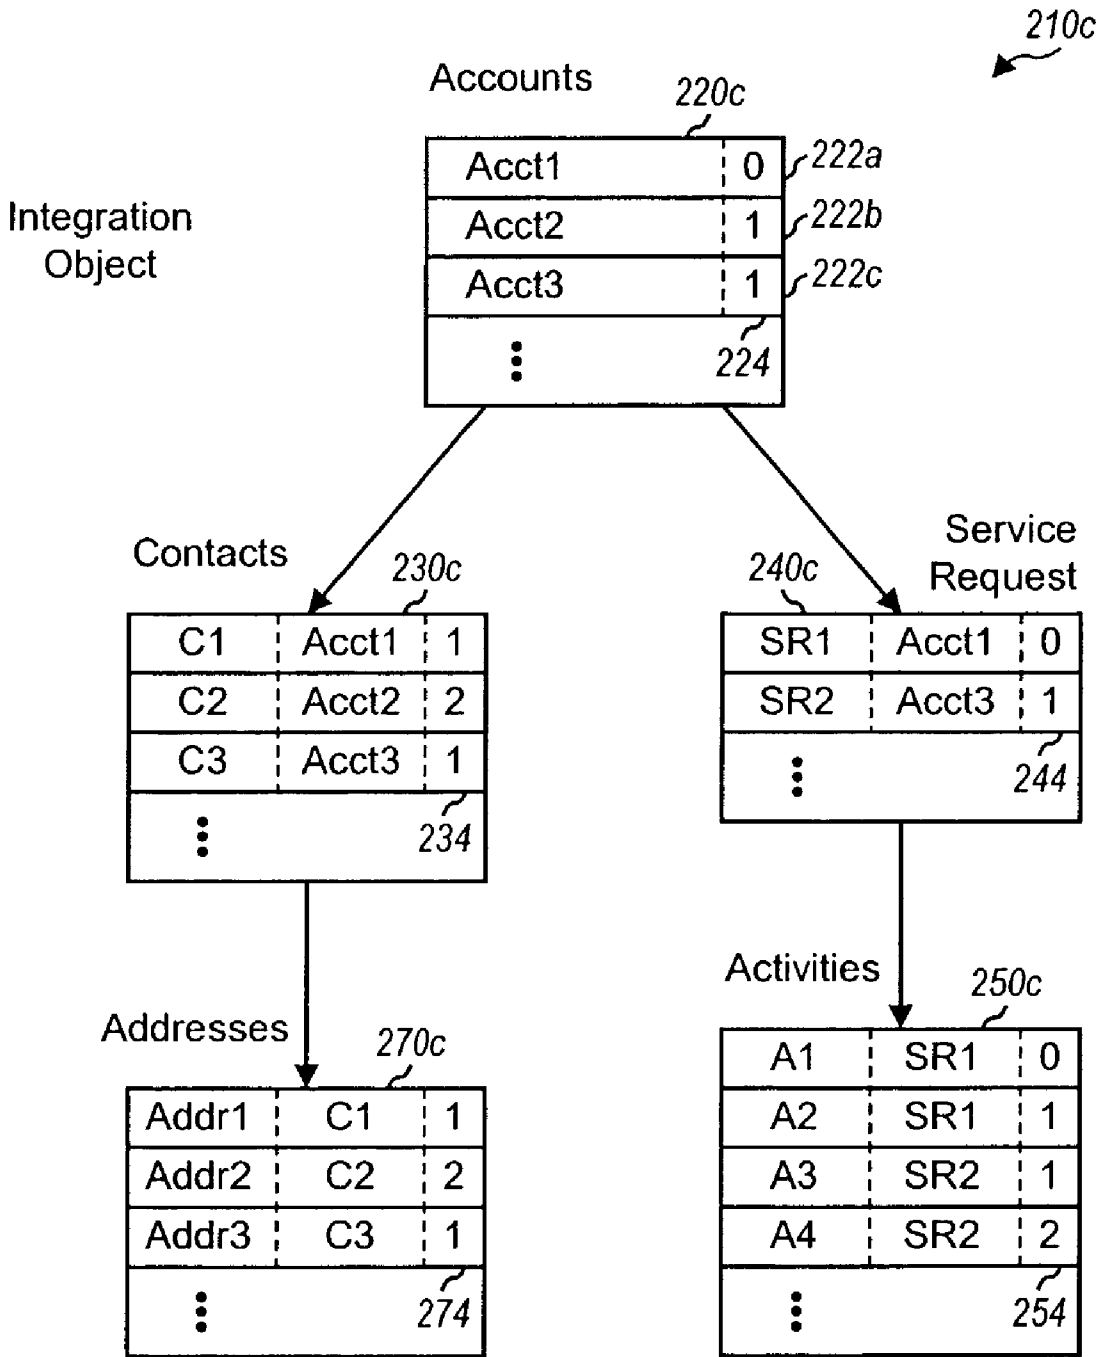 210c
Accounts
220c
Integration
Object
Acct1 0 222a
Acct2 1 222b
Acct3 1 222c
224
Contacts
230c
C1 Acct1 1
C2 Acct2 2
C3 Acct3 1
234
Service
Request
240c
SR1 Acct1 0
SR2 Acct3 1
244
Addresses
270c
Addr1 C1 1
Addr2 C2 2
Addr3 C3 1
274
Activities
250c
A1 SR1 0
A2 SR1 1
A3 SR2 1
A4 SR2 2
254